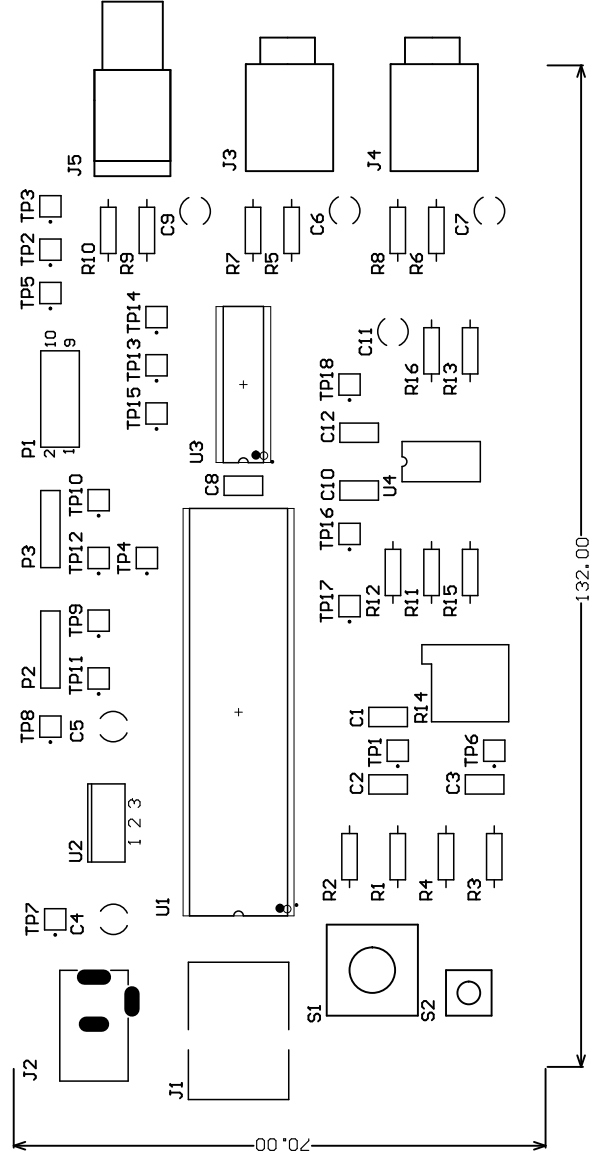 J5
J3
J4
TP3
TP2
TP5
R10
R9
C9
R7
R5
C6
R8
R6
C7
TP14
TP13
TP15
C11
R16
R13
TP18
P1
10
9
2
1
U3
C12
C8
C10
U4
P3
TP10
TP12
TP4
TP16
TP17
R12
R11
R15
132.00
P2
TP9
TP11
TP8
C5
C1
R14
TP1
TP6
C2
C3
U2
1 2 3
R2
R1
R4
R3
TP7
C4
U1
S1
S2
J2
J1
70.00